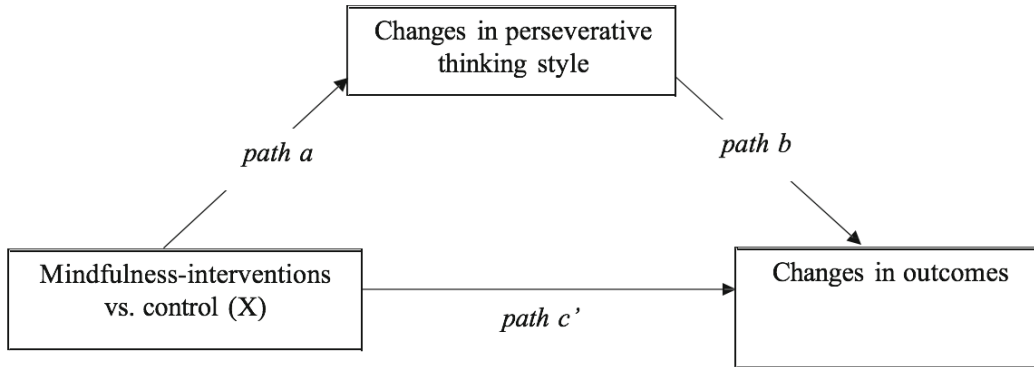 Changes in perseverative
thinking style
path a
path b
Mindfulness-interventions
vs. control (X)
Changes in outcomes
path c’